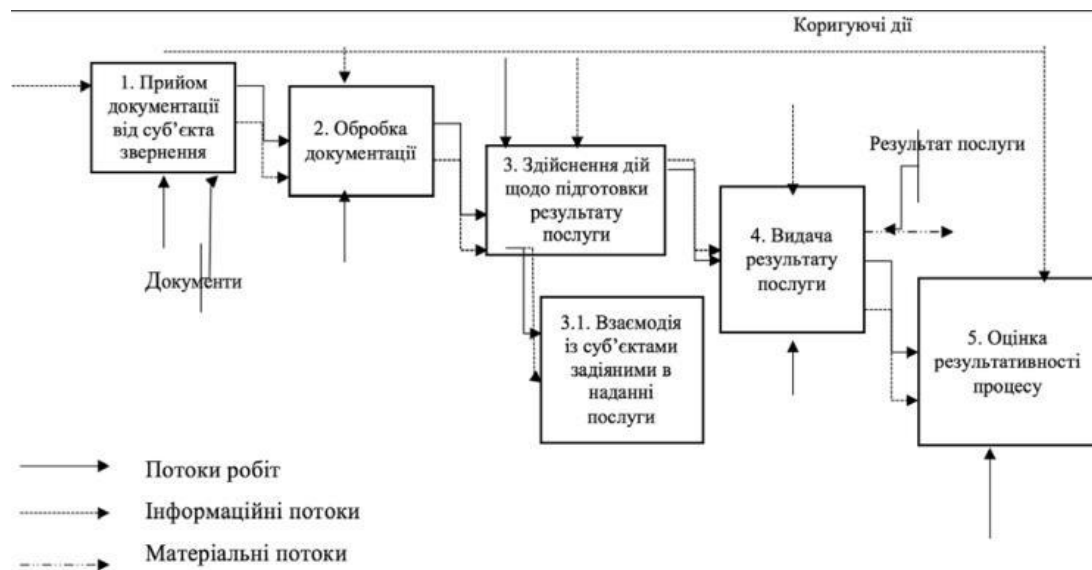 Коригуючі дії
1. Прийом
документації
від суб’єкта
звернення
2. Обробка
документації
3. Здійснення дій
щодо підготовки
результату
послуги
Результат послуги
4. Видача
результату
послуги
Документи
3.1. Взаємодія
із суб’єктами
задіяними в
наданні
послуги
5. Оцінка
результативності
процесу
Потоки робіт
Інформаційні потоки
Матеріальні потоки